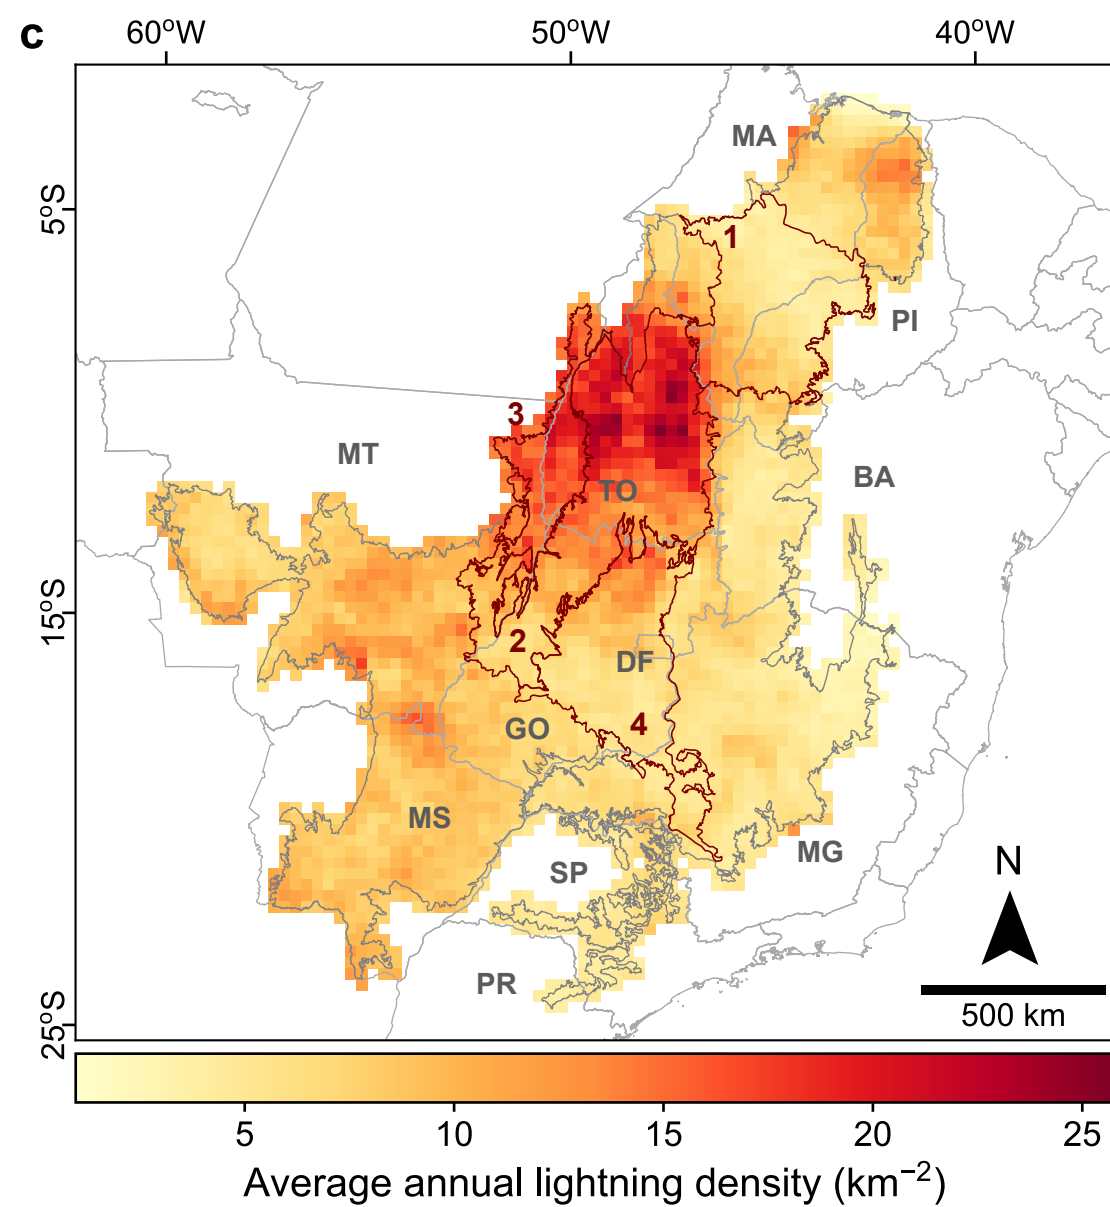 c
60°W 50°W 40°W
MA
5°S
1
PI
3
MT
BA
TO
15°S
2
DF
GO
4
MS
MG
N
SP
PR
500 km
25°S
5 10 15 20 25
Average annual lightning density (km⁻²)